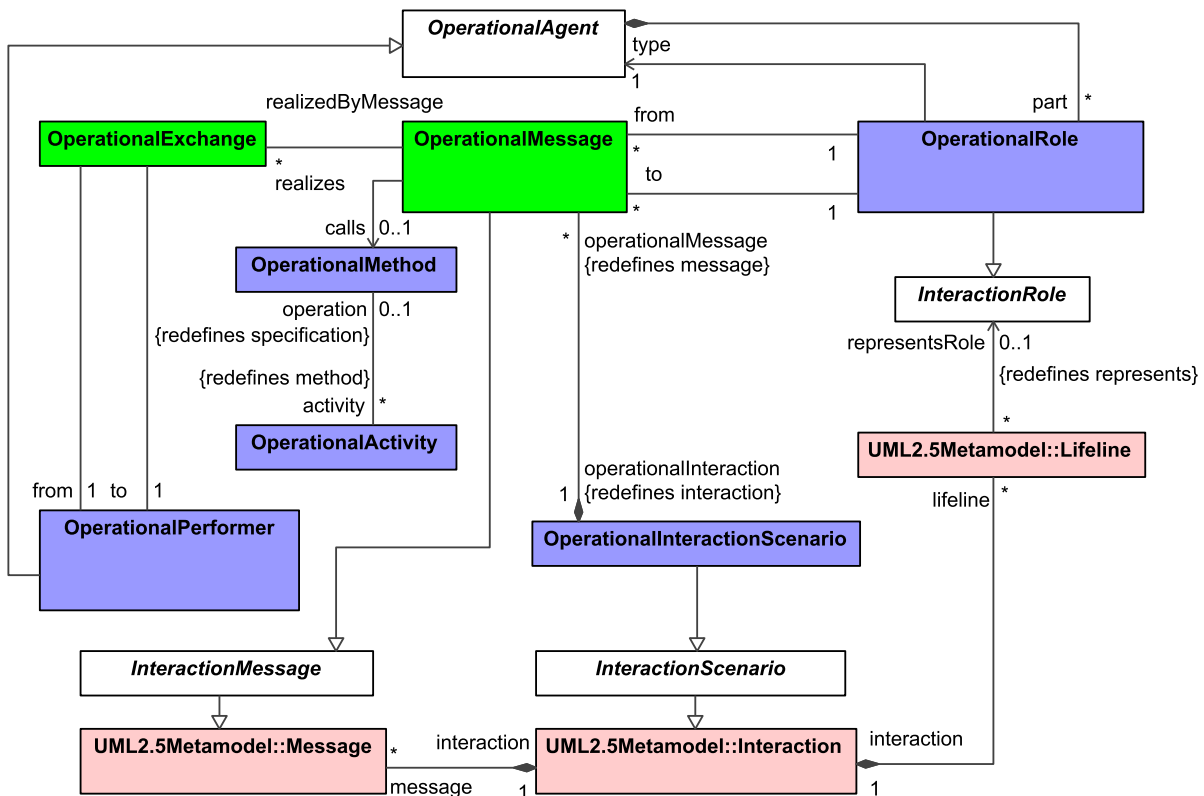 OperationalAgent
type
1
realizedByMessage
part
*
from
OperationalExchange
OperationalMessage
OperationalRole
*
1
*
realizes
to
*
1
calls
0..1
*
operationalMessage
{redefines message}
OperationalMethod
InteractionRole
operation
0..1
{redefines specification}
representsRole
0..1
{redefines represents}
{redefines method}
activity
*
*
OperationalActivity
UML2.5Metamodel::Lifeline
operationalInteraction
{redefines interaction}
from
1
to
1
1
lifeline
*
OperationalPerformer
OperationalInteractionScenario
InteractionMessage
InteractionScenario
UML2.5Metamodel::Message
UML2.5Metamodel::Interaction
*
interaction
interaction
message
1
1